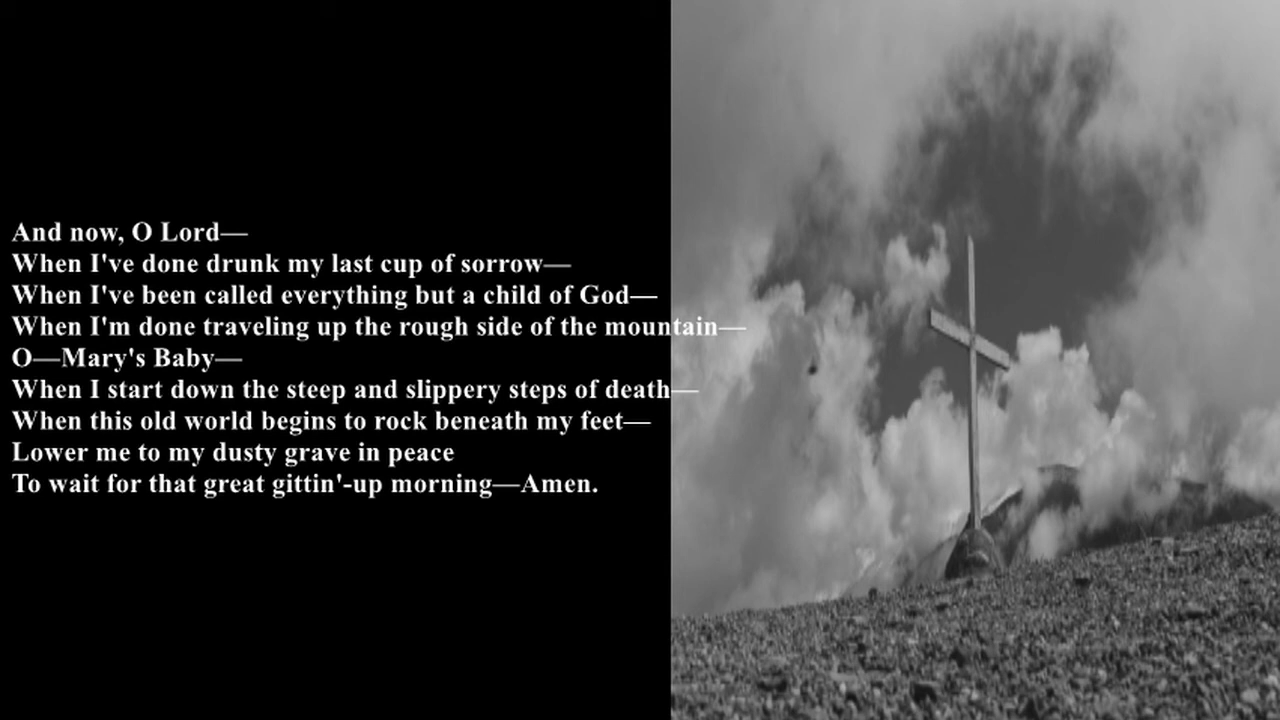 And now, O Lord—
When I've done drunk my last cup of sorrow—
When I've been called everything but a child of God—
When I'm done traveling up the rough side of the mountain—
O—Mary's Baby—
When I start down the steep and slippery steps of death—
When this old world begins to rock beneath my feet—
Lower me to my dusty grave in peace
To wait for that great gittin'-up morning—Amen.